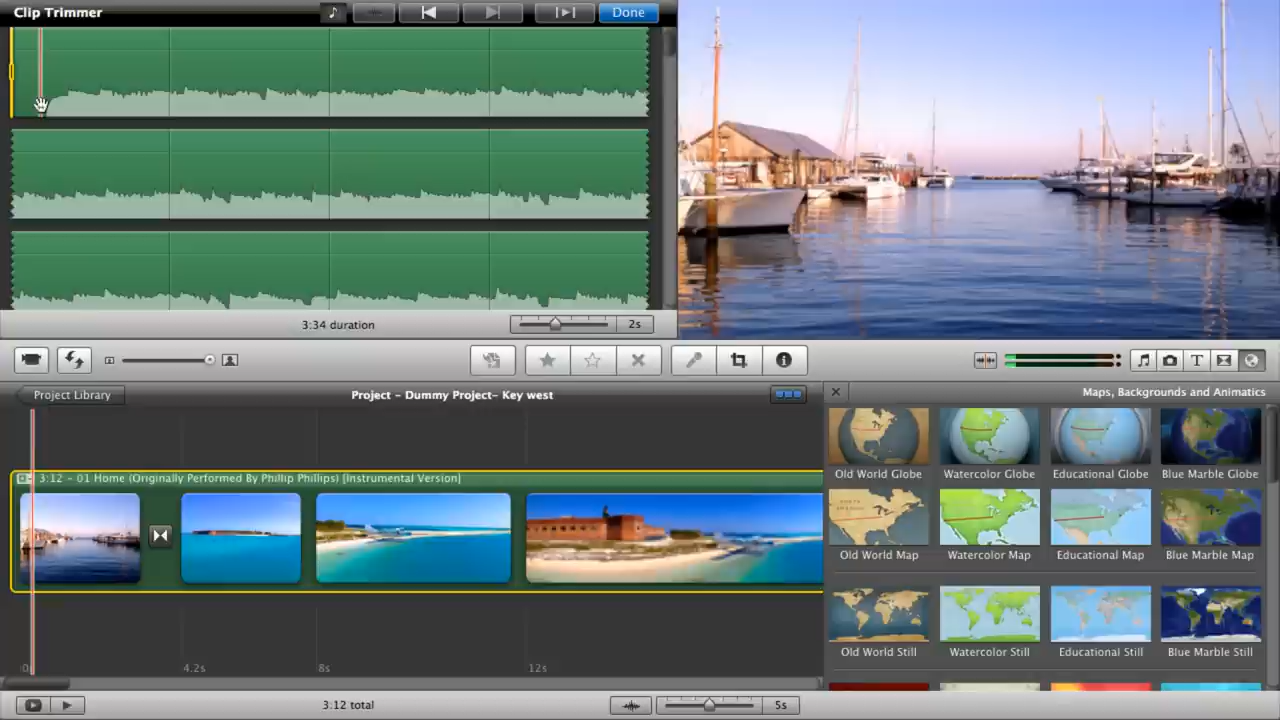 Clip Trimmer
Done
3:34 duration
2s
Project Library
Project - Dummy Project- Key west
Maps, Backgrounds and Animatics
3:12 - 01 Home (Originally Performed By Phillip Phillips) [Instrumental Version]
Old World Globe
Watercolor Globe
Educational Globe
Blue Marble Globe
Old World Map
Watercolor Map
Educational Map
Blue Marble Map
Old World Still
Watercolor Still
Educational Still
Blue Marble Still
0s
4.2s
8s
12s
3:12 total
5s